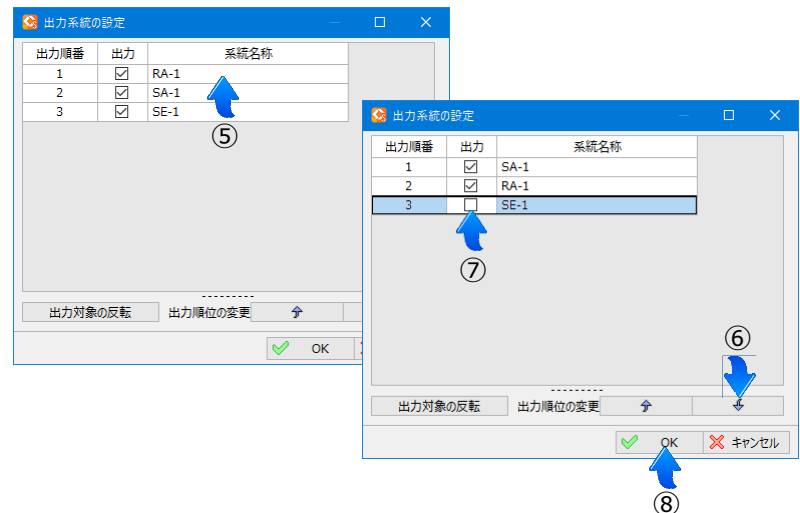 出力系統の設定
出力順番 出力 系統名称
1 RA-1
2 SA-1
3 SE-1
⑤
出力対象の反転 出力順位の変更
OK
出力系統の設定
出力順番 出力 系統名称
1 SA-1
2 RA-1
3 SE-1
⑦
⑥
出力対象の反転 出力順位の変更
OK キャンセル
⑧